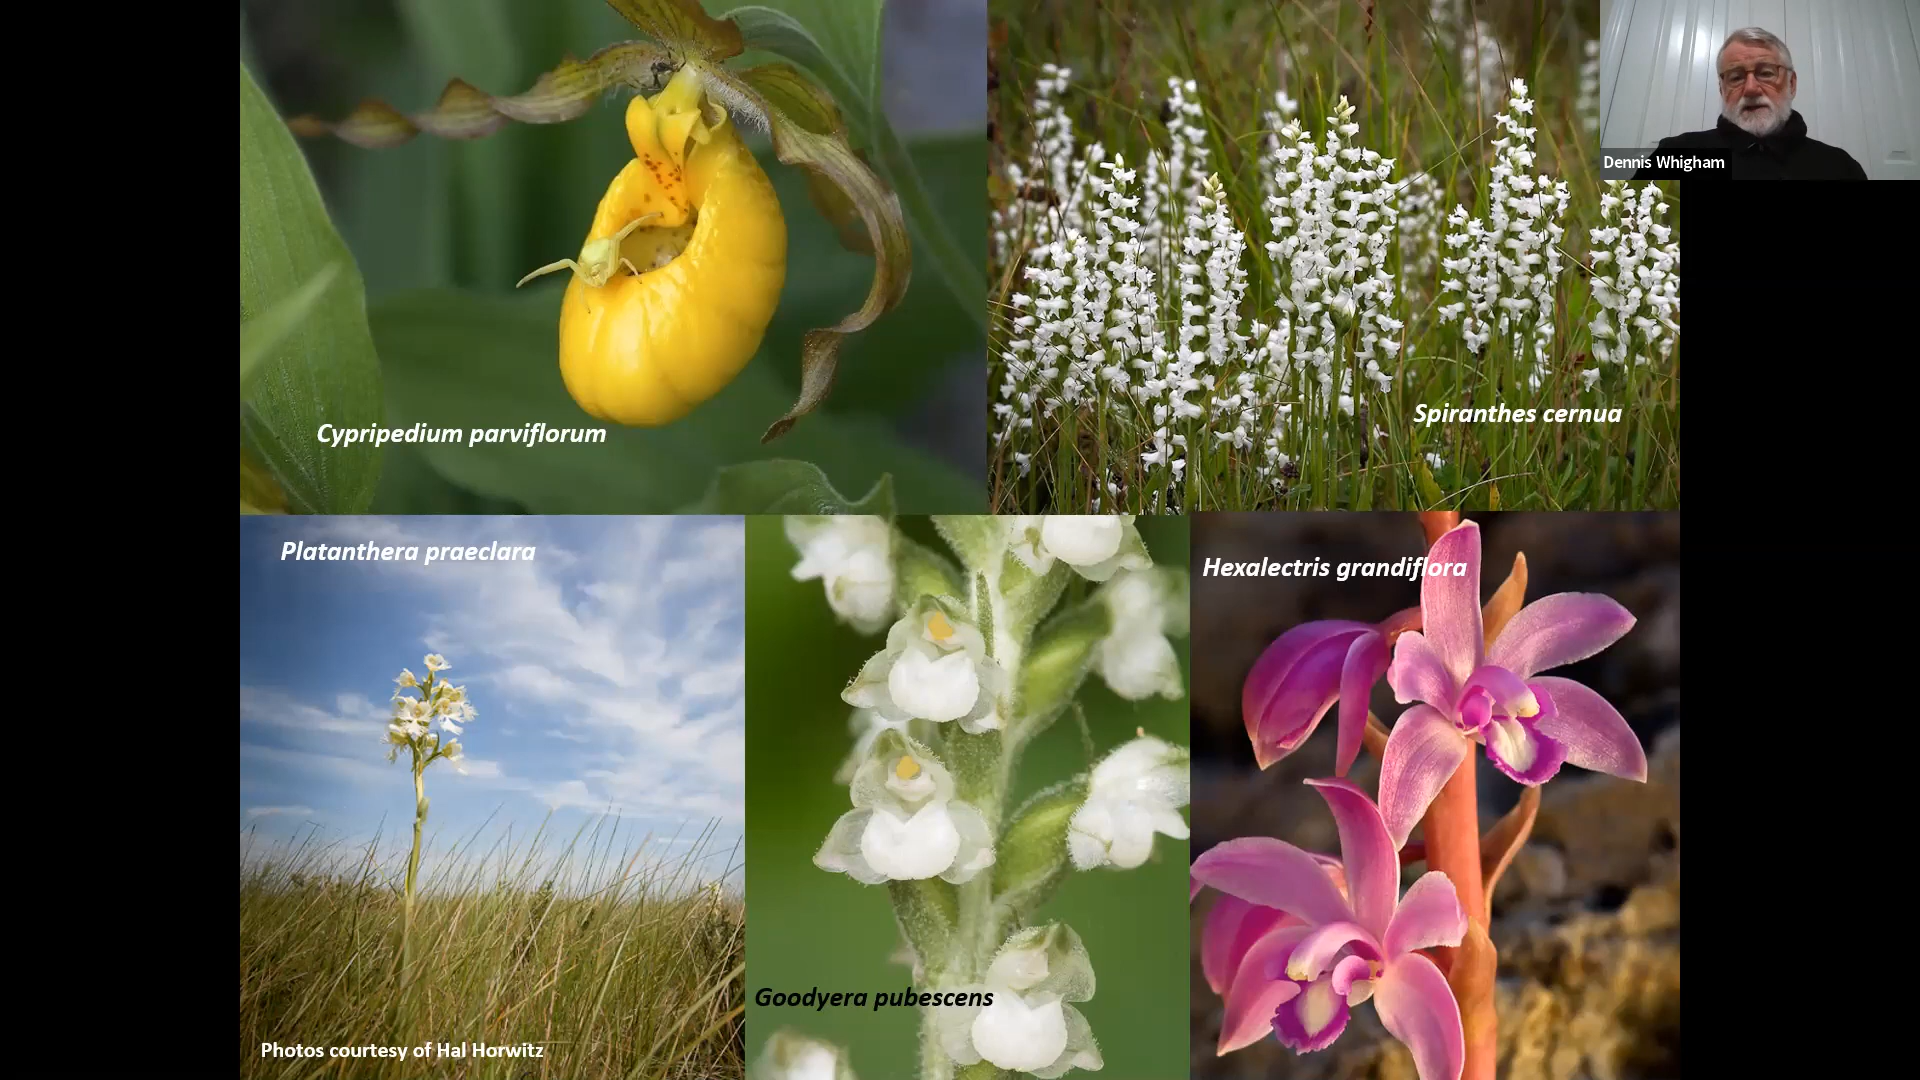 Dennis Whigham
Cypripedium parviflorum
Spiranthes cernua
Platanthera praeclara
Hexalectris grandiflora
Goodyera pubescens
Photos courtesy of Hal Horwitz